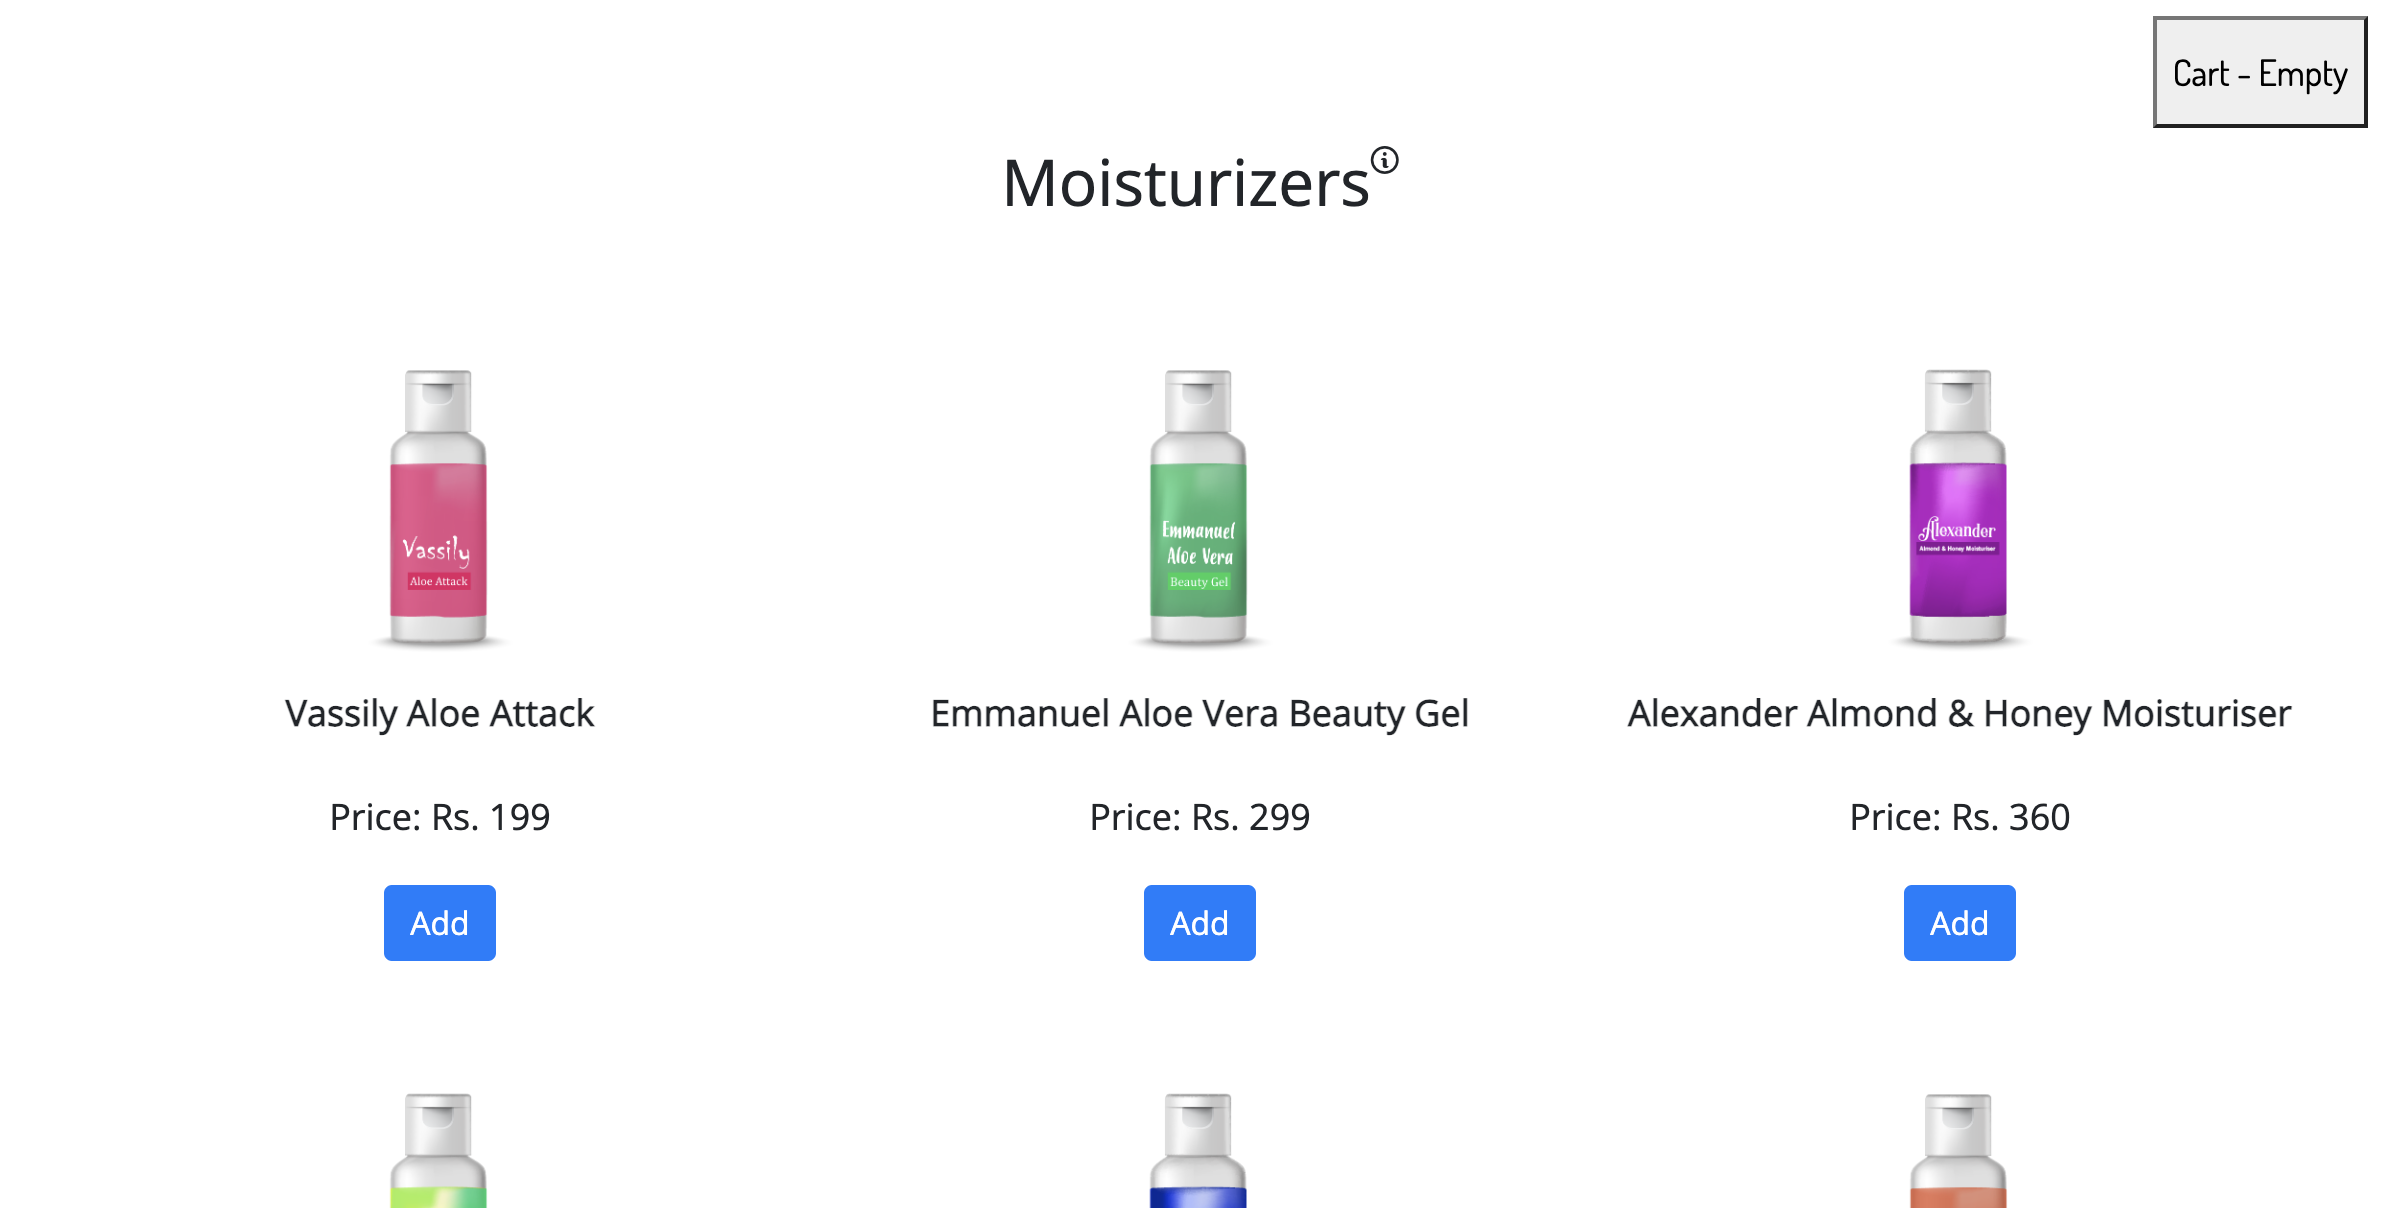 Cart - Empty
Moisturizers
Vassily
Aloe Attack
Emmanuel
Aloe Vera
Beauty Gel
Alexander
Almond & Honey Moisturiser
Vassily Aloe Attack
Emmanuel Aloe Vera Beauty Gel
Alexander Almond & Honey Moisturiser
Price: Rs. 199
Price: Rs. 299
Price: Rs. 360
Add
Add
Add